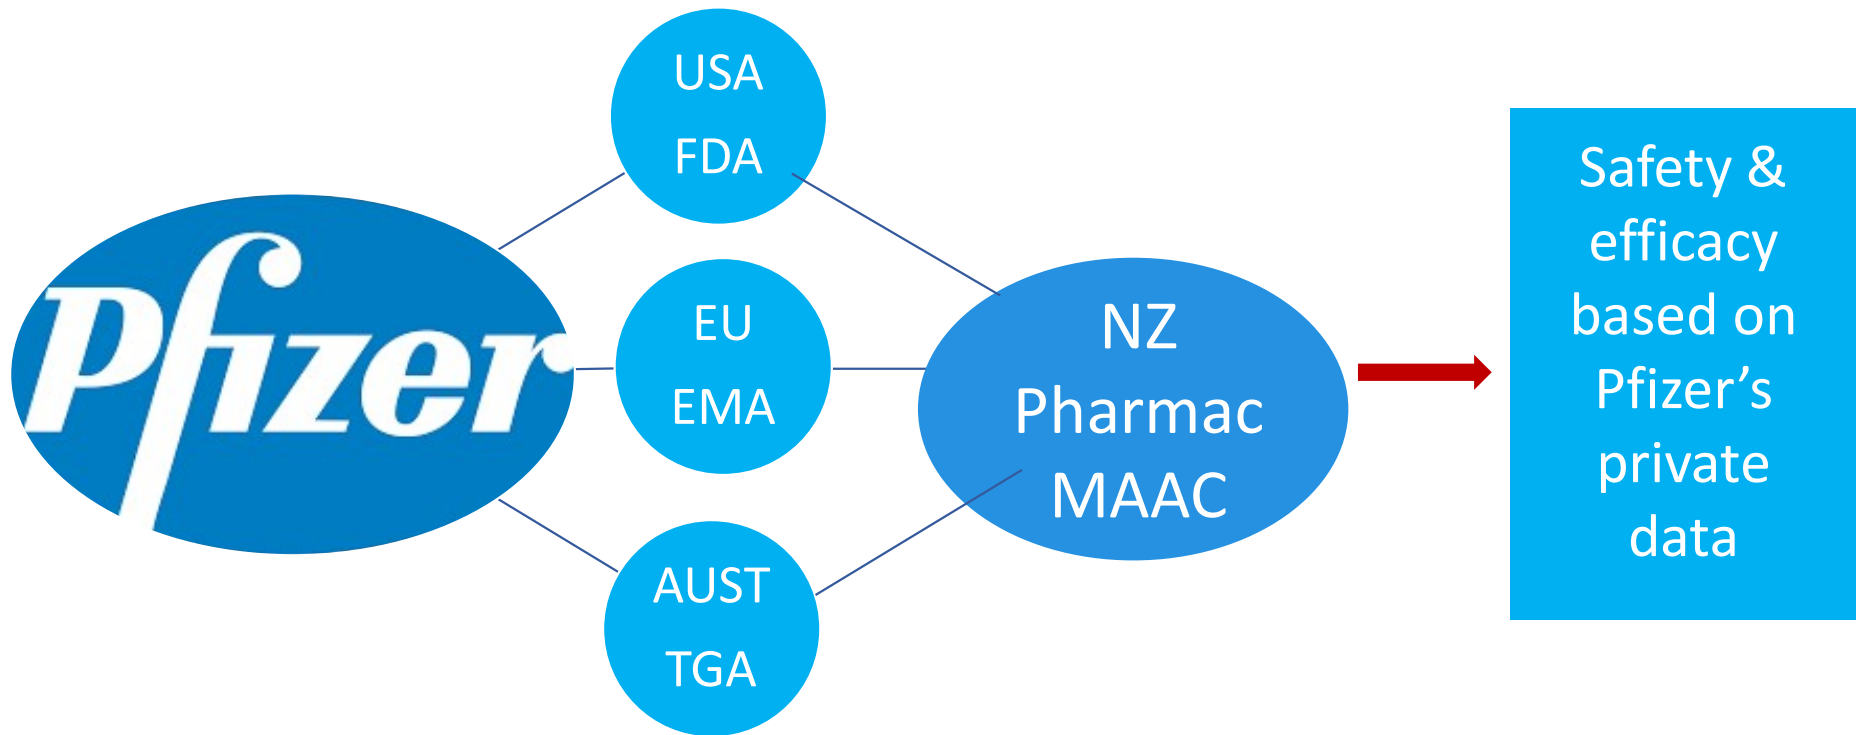 Pfizer
USA
FDA
EU
EMA
AUST
TGA
NZ
Pharmac
MAAC
Safety &
efficacy
based on
Pfizer’s
private
data